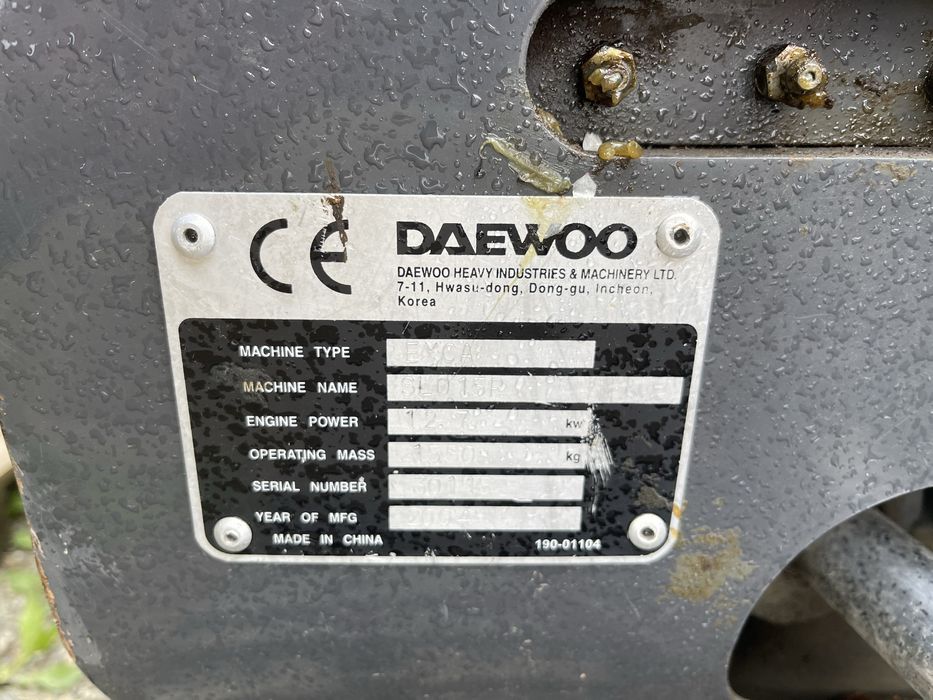 CE DAEWOO
DAEWOO HEAVY INDUSTRIES & MACHINERY LTD.
7-11, Hwasu-dong, Dong-gu, Incheon,
Korea
MACHINE TYPE EXCA
MACHINE NAME
ENGINE POWER kw
OPERATING MASS kg
SERIAL NUMBER
YEAR OF MFG
MADE IN CHINA 190-01104